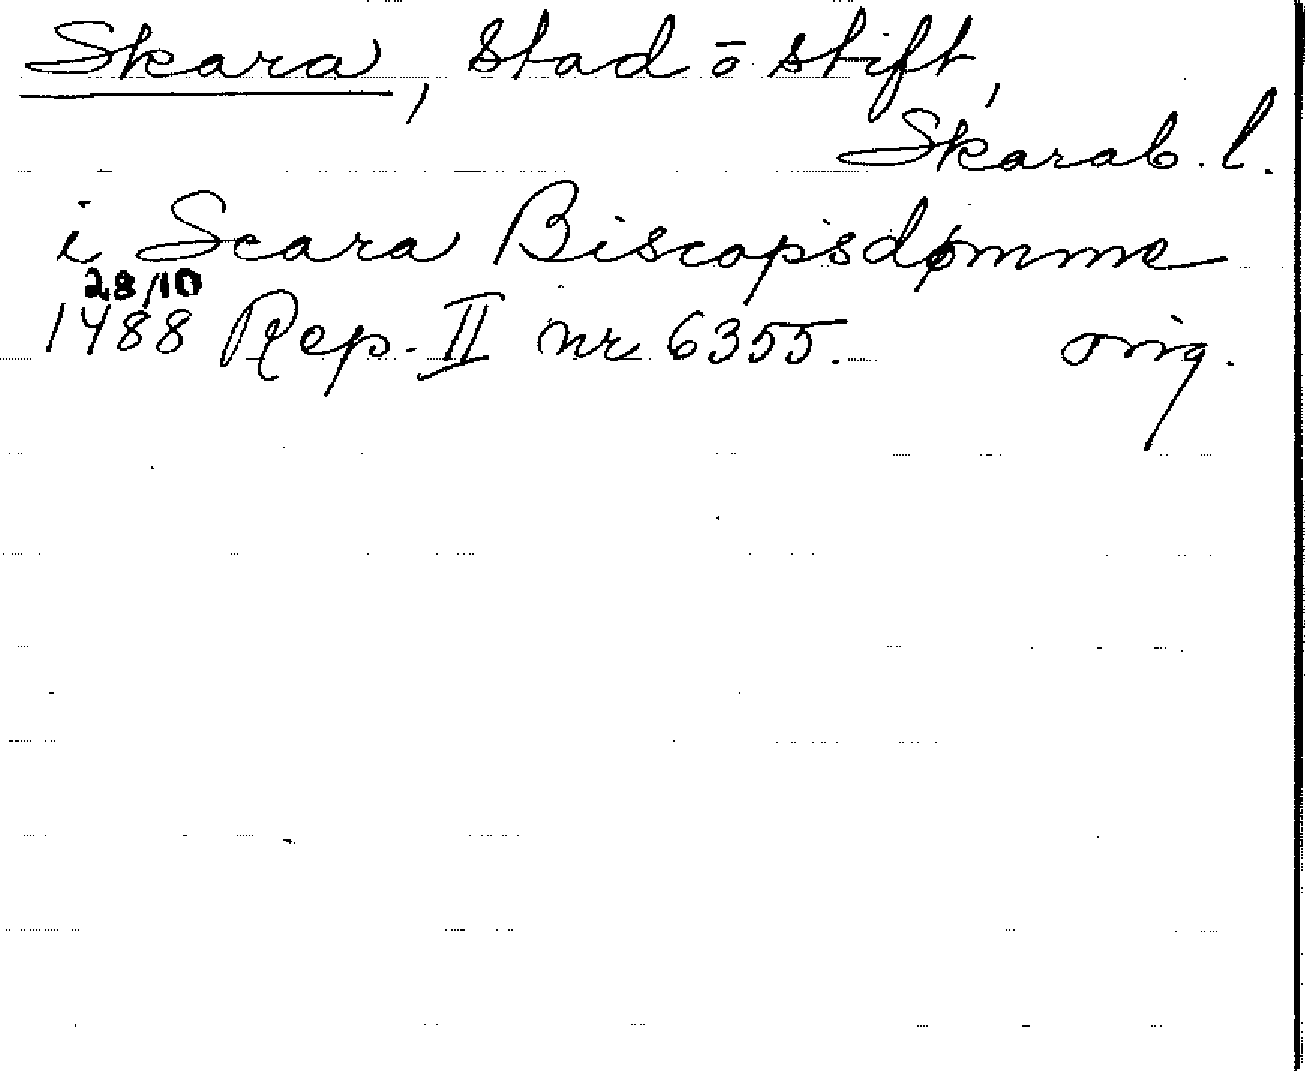 Skara, Stad ō stift,
Skarab. l.
i Scara Biscopsdømme
28/10
1488 Rep. II nr 6355. orig.